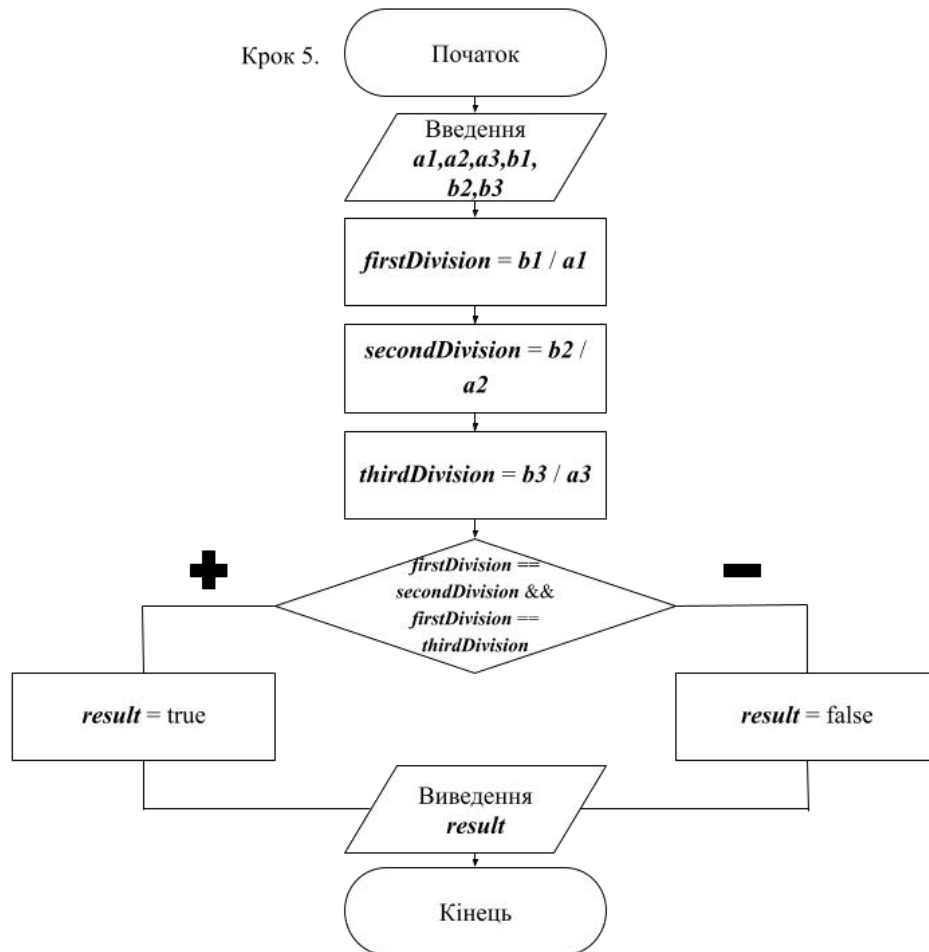 Крок 5.
Початок
Введення
a1,a2,a3,b1,
b2,b3
firstDivision = b1 / a1
secondDivision = b2 /
a2
thirdDivision = b3 / a3
firstDivision ==
secondDivision &&
firstDivision ==
thirdDivision
result = true
result = false
Виведення
result
Кінець